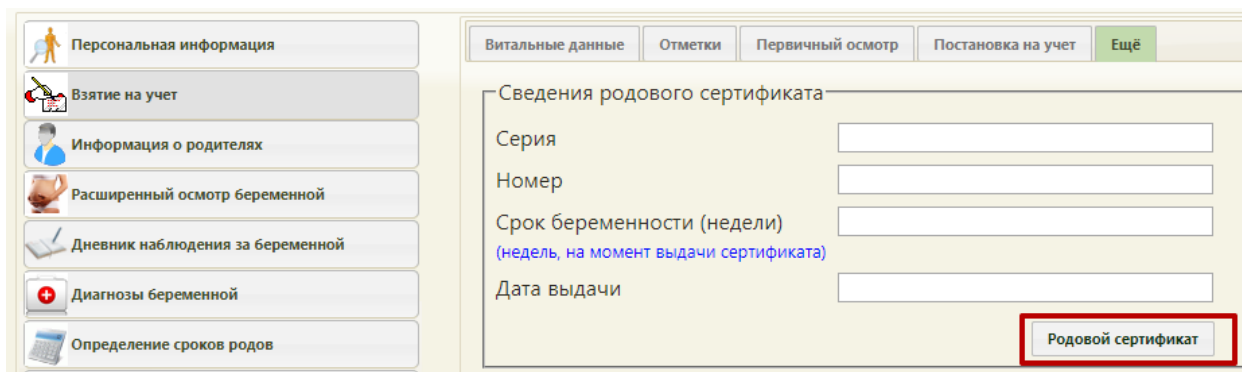 Персональная информация
Взятие на учет
Информация о родителях
Расширенный осмотр беременной
Дневник наблюдения за беременной
Диагнозы беременной
Определение сроков родов
Витальные данные Отметки Первичный осмотр Постановка на учет Ещё
Сведения родового сертификата
Серия
Номер
Срок беременности (недели)
(недель, на момент выдачи сертификата)
Дата выдачи
Родовой сертификат